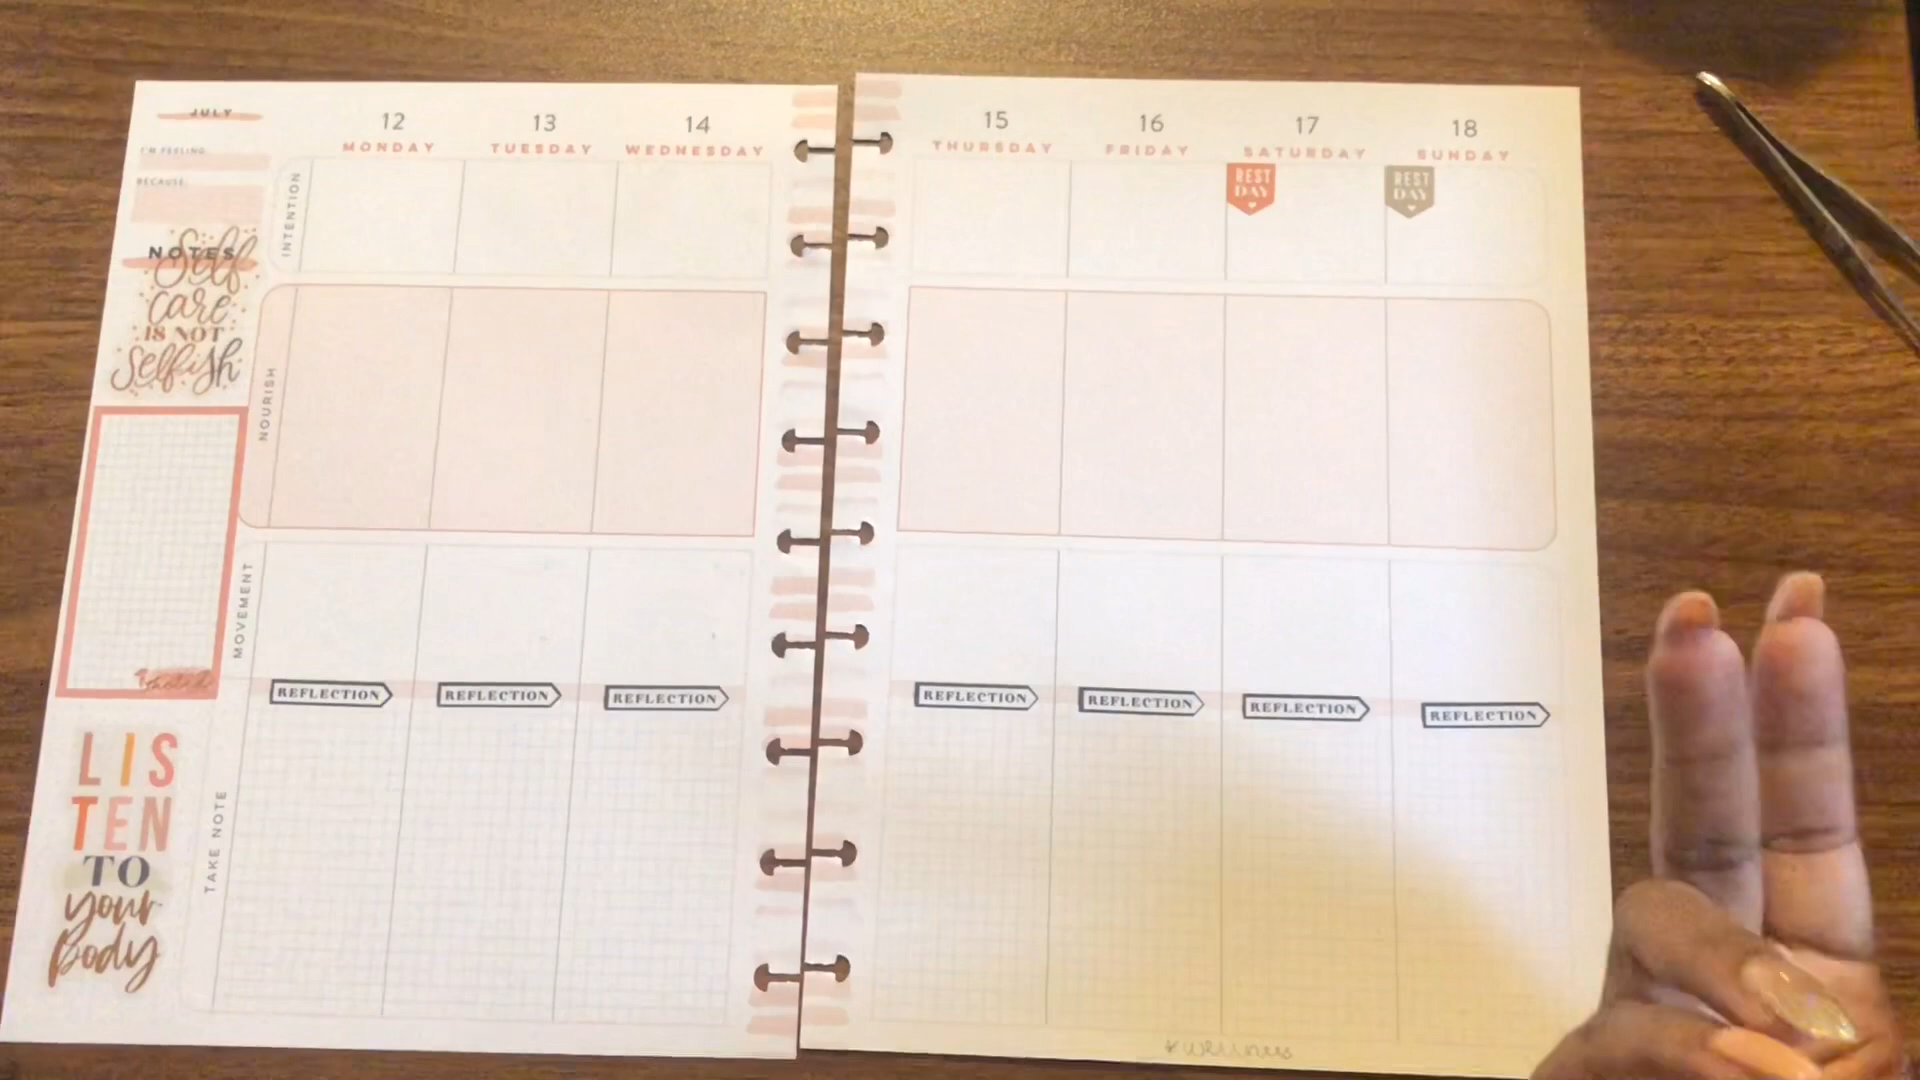 JULY
I'M FEELING:
BECAUSE:
NOTES
Self
care
IS NOT
selfish
LIS
TEN
TO
your
body
12 13 14
MONDAY TUESDAY WEDNESDAY
INTENTION
NOURISH
MOVEMENT
REFLECTION REFLECTION REFLECTION
TAKE NOTE
15 16 17 18
THURSDAY FRIDAY SATURDAY SUNDAY
REST REST
DAY DAY
REFLECTION REFLECTION REFLECTION REFLECTION
wellness